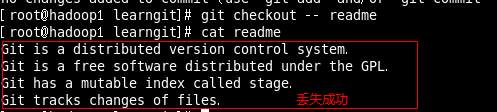 no changes added to commit (use "git add" and/or "git commit
[root@hadoop1 learngit]# git checkout -- readme
[root@hadoop1 learngit]# cat readme
Git is a distributed version control system.
Git is a free software distributed under the GPL.
Git has a mutable index called stage.
Git tracks changes of files. 丢失成功